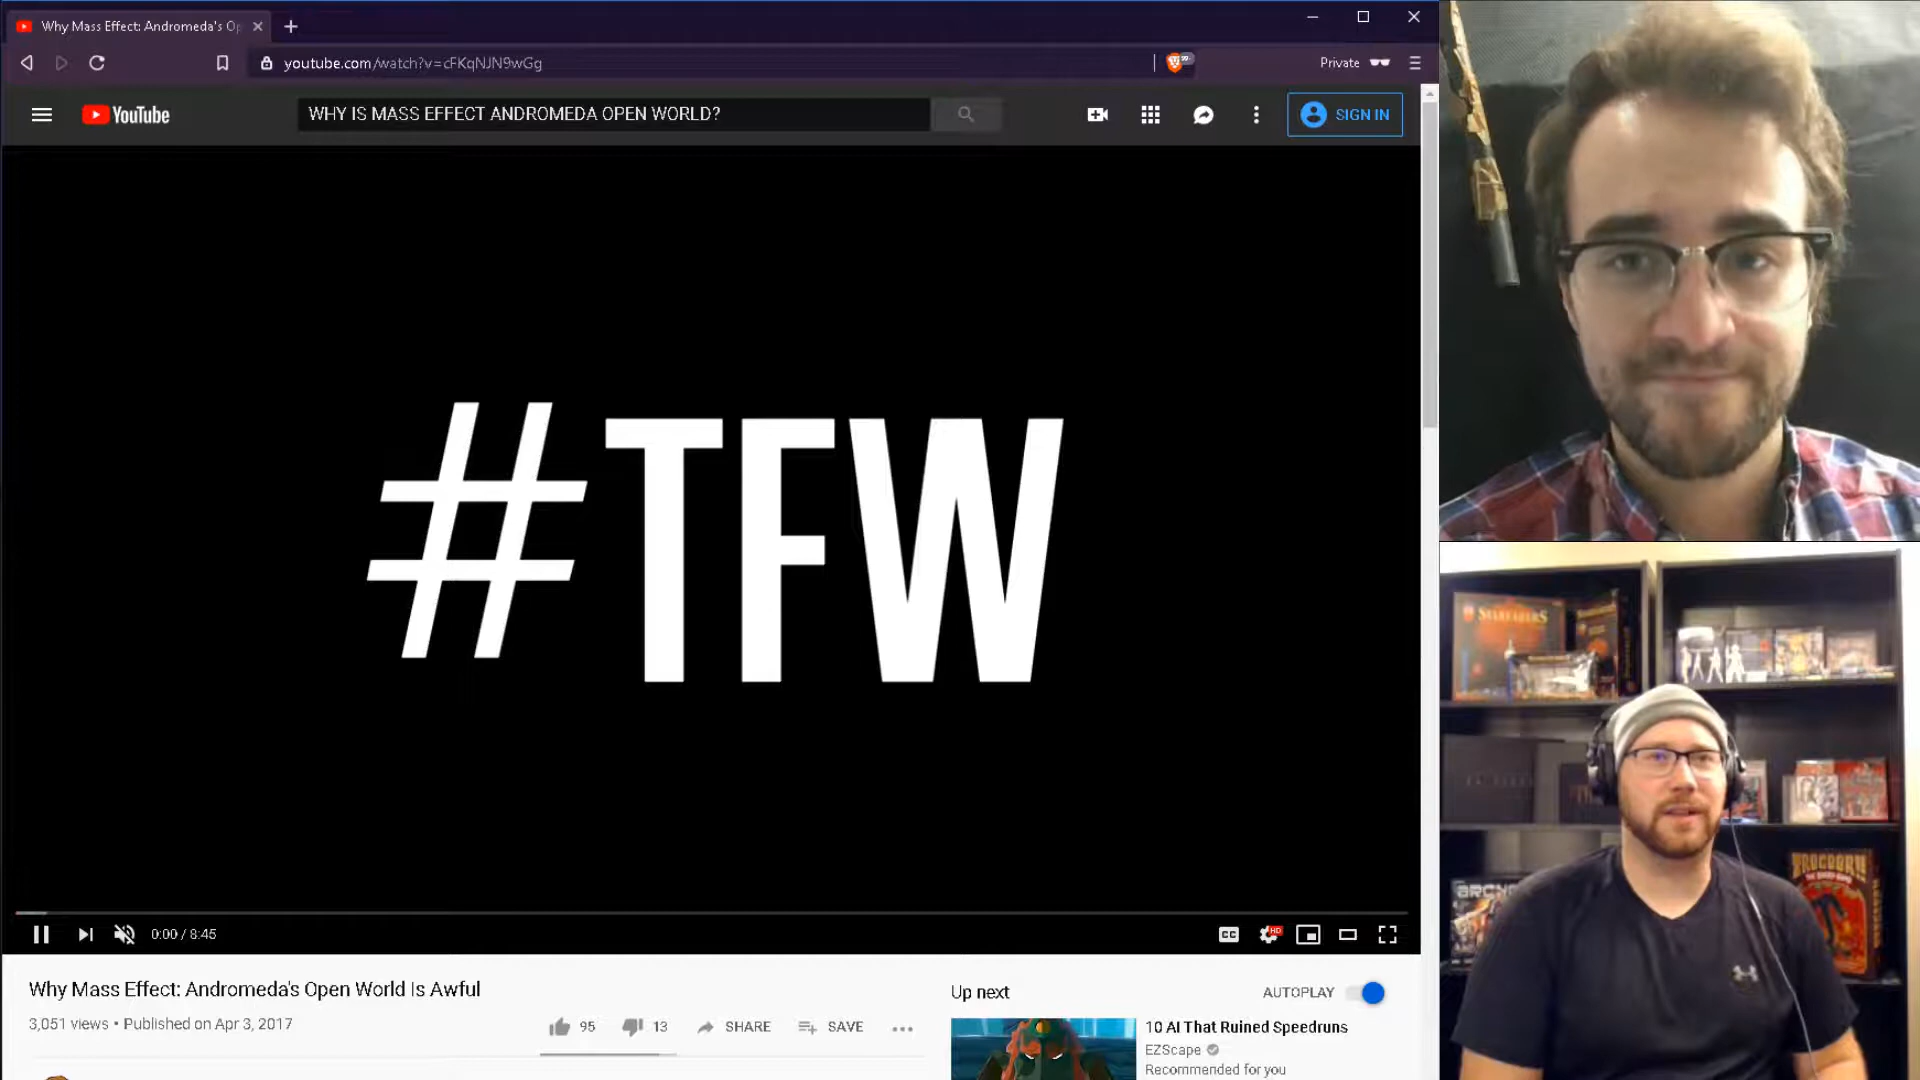 Why Mass Effect: Andromeda's Op
youtube.com/watch?v=cFKqNJN9wGg
99+
Private
YouTube
WHY IS MASS EFFECT ANDROMEDA OPEN WORLD?
SIGN IN
#TFW
0:00 / 8:45
CC
HD
Why Mass Effect: Andromeda's Open World Is Awful
3,051 views • Published on Apr 3, 2017
95
13
SHARE
SAVE
Up next
AUTOPLAY
10 AI That Ruined Speedruns
EZScape
Recommended for you